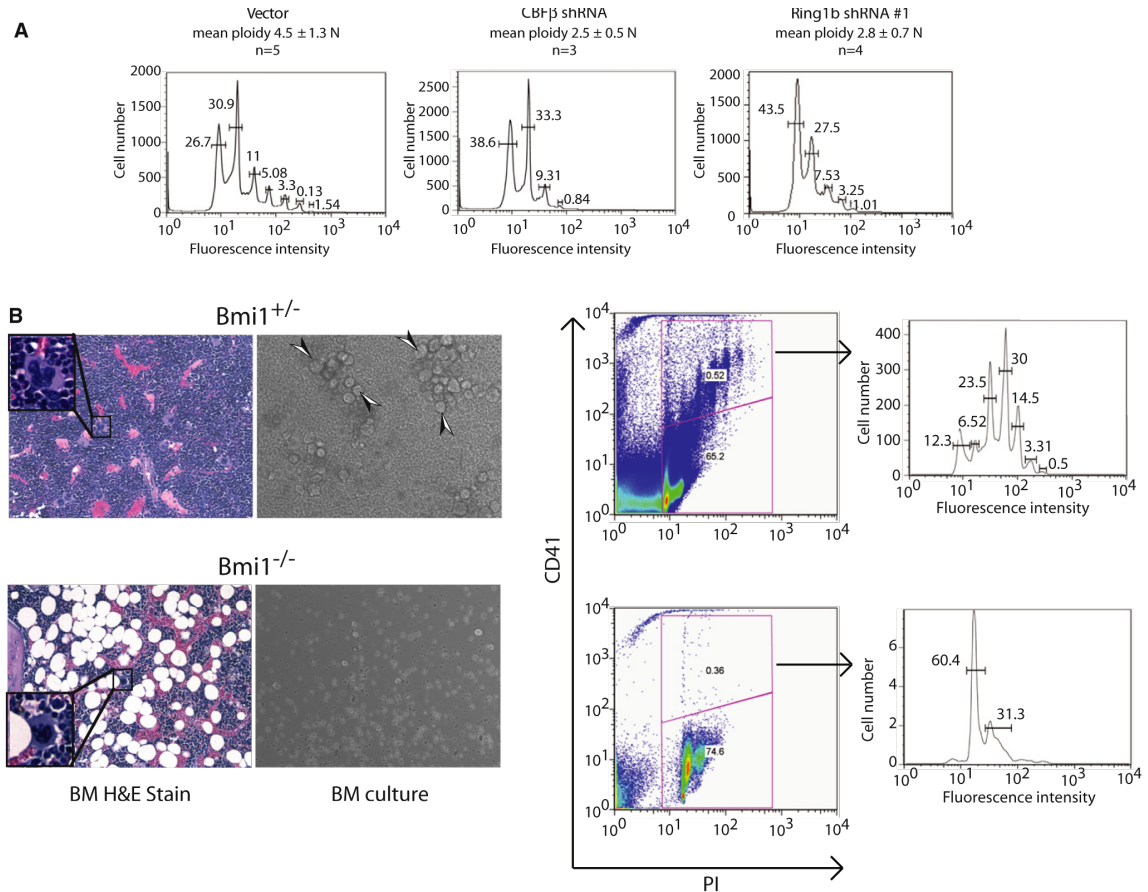 A
Vector
mean ploidy 4.5 ± 1.3 N
n=5
CBFβ shRNA
mean ploidy 2.5 ± 0.5 N
n=3
Ring1b shRNA #1
mean ploidy 2.8 ± 0.7 N
n=4
Cell number
2000
1500
1000
500
0
26.7
30.9
11
5.08
3.3
0.13
1.54
10^0 10^1 10^2 10^3 10^4
Fluorescence intensity
Cell number
2500
2000
1500
1000
500
0
38.6
33.3
9.31
0.84
10^0 10^1 10^2 10^3 10^4
Fluorescence intensity
Cell number
2000
1500
1000
500
0
43.5
27.5
7.53
3.25
1.01
10^0 10^1 10^2 10^3 10^4
Fluorescence intensity
B
Bmi1+/-
Bmi1-/-
BM H&E Stain
BM culture
CD41
PI
10^4
10^3
10^2
10^1
10^0
0.52
65.2
10^0 10^1 10^2 10^3 10^4
Cell number
400
300
200
100
0
12.3
6.52
23.5
30
14.5
3.31
0.5
10^0 10^1 10^2 10^3 10^4
Fluorescence intensity
10^4
10^3
10^2
10^1
10^0
0.36
74.6
10^0 10^1 10^2 10^3 10^4
Cell number
6
4
2
0
60.4
31.3
10^0 10^1 10^2 10^3 10^4
Fluorescence intensity